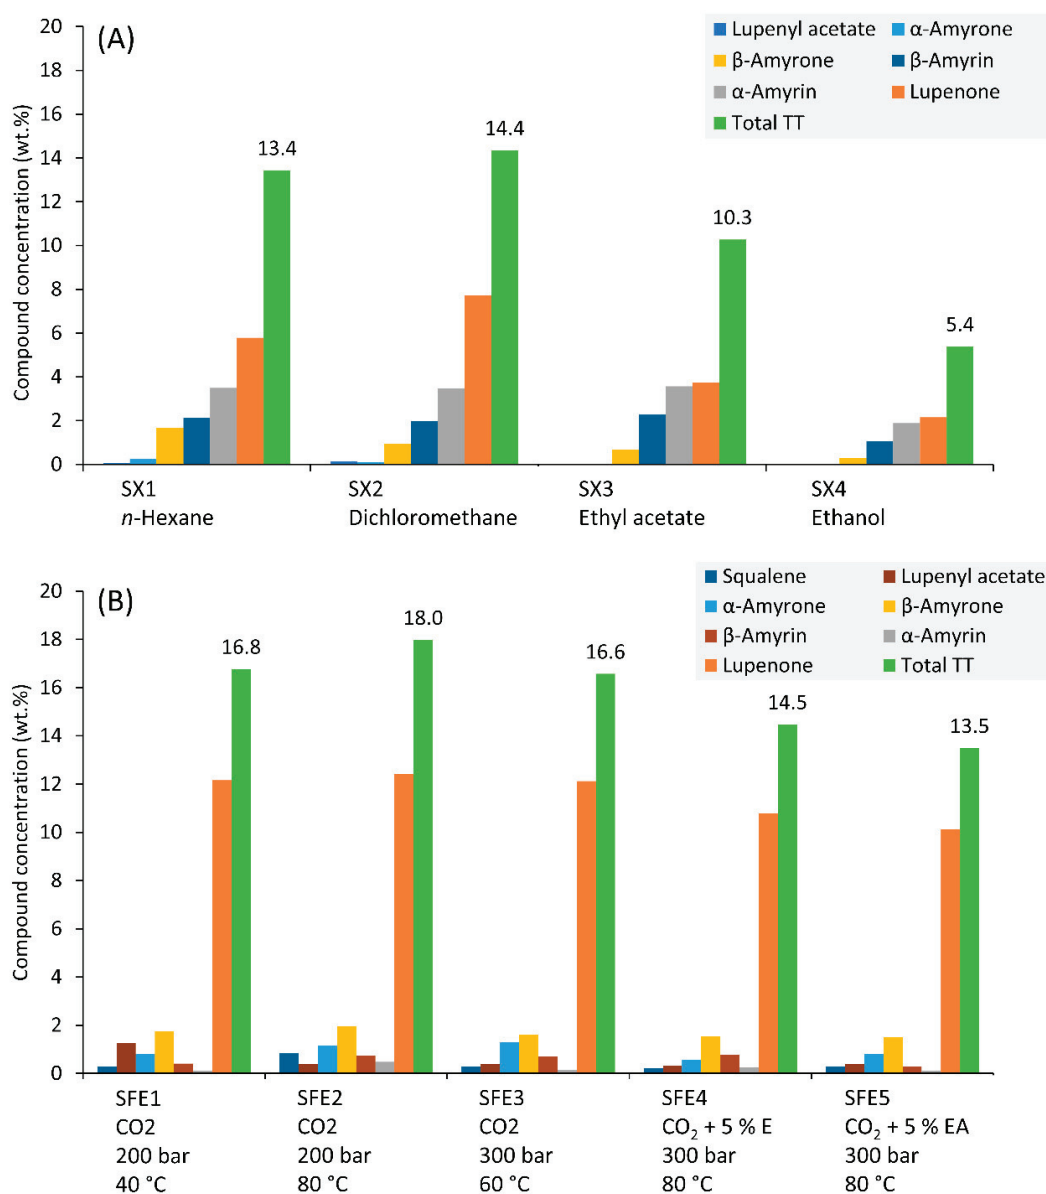 (A)
Compound concentration (wt.%)
20
18
16
14
12
10
8
6
4
2
0
Lupenyl acetate
α-Amyrone
β-Amyrone
β-Amyrin
α-Amyrin
Lupenone
Total TT
13.4
14.4
10.3
5.4
SX1 SX2 SX3 SX4
n-Hexane Dichloromethane Ethyl acetate Ethanol
(B)
Compound concentration (wt.%)
20
18
16
14
12
10
8
6
4
2
0
Squalene
Lupenyl acetate
α-Amyrone
β-Amyrone
β-Amyrin
α-Amyrin
Lupenone
Total TT
16.8
18.0
16.6
14.5
13.5
SFE1 SFE2 SFE3 SFE4 SFE5
CO2 CO2 CO2 CO₂ + 5 % E CO₂ + 5 % EA
200 bar 200 bar 300 bar 300 bar 300 bar
40 °C 80 °C 60 °C 80 °C 80 °C